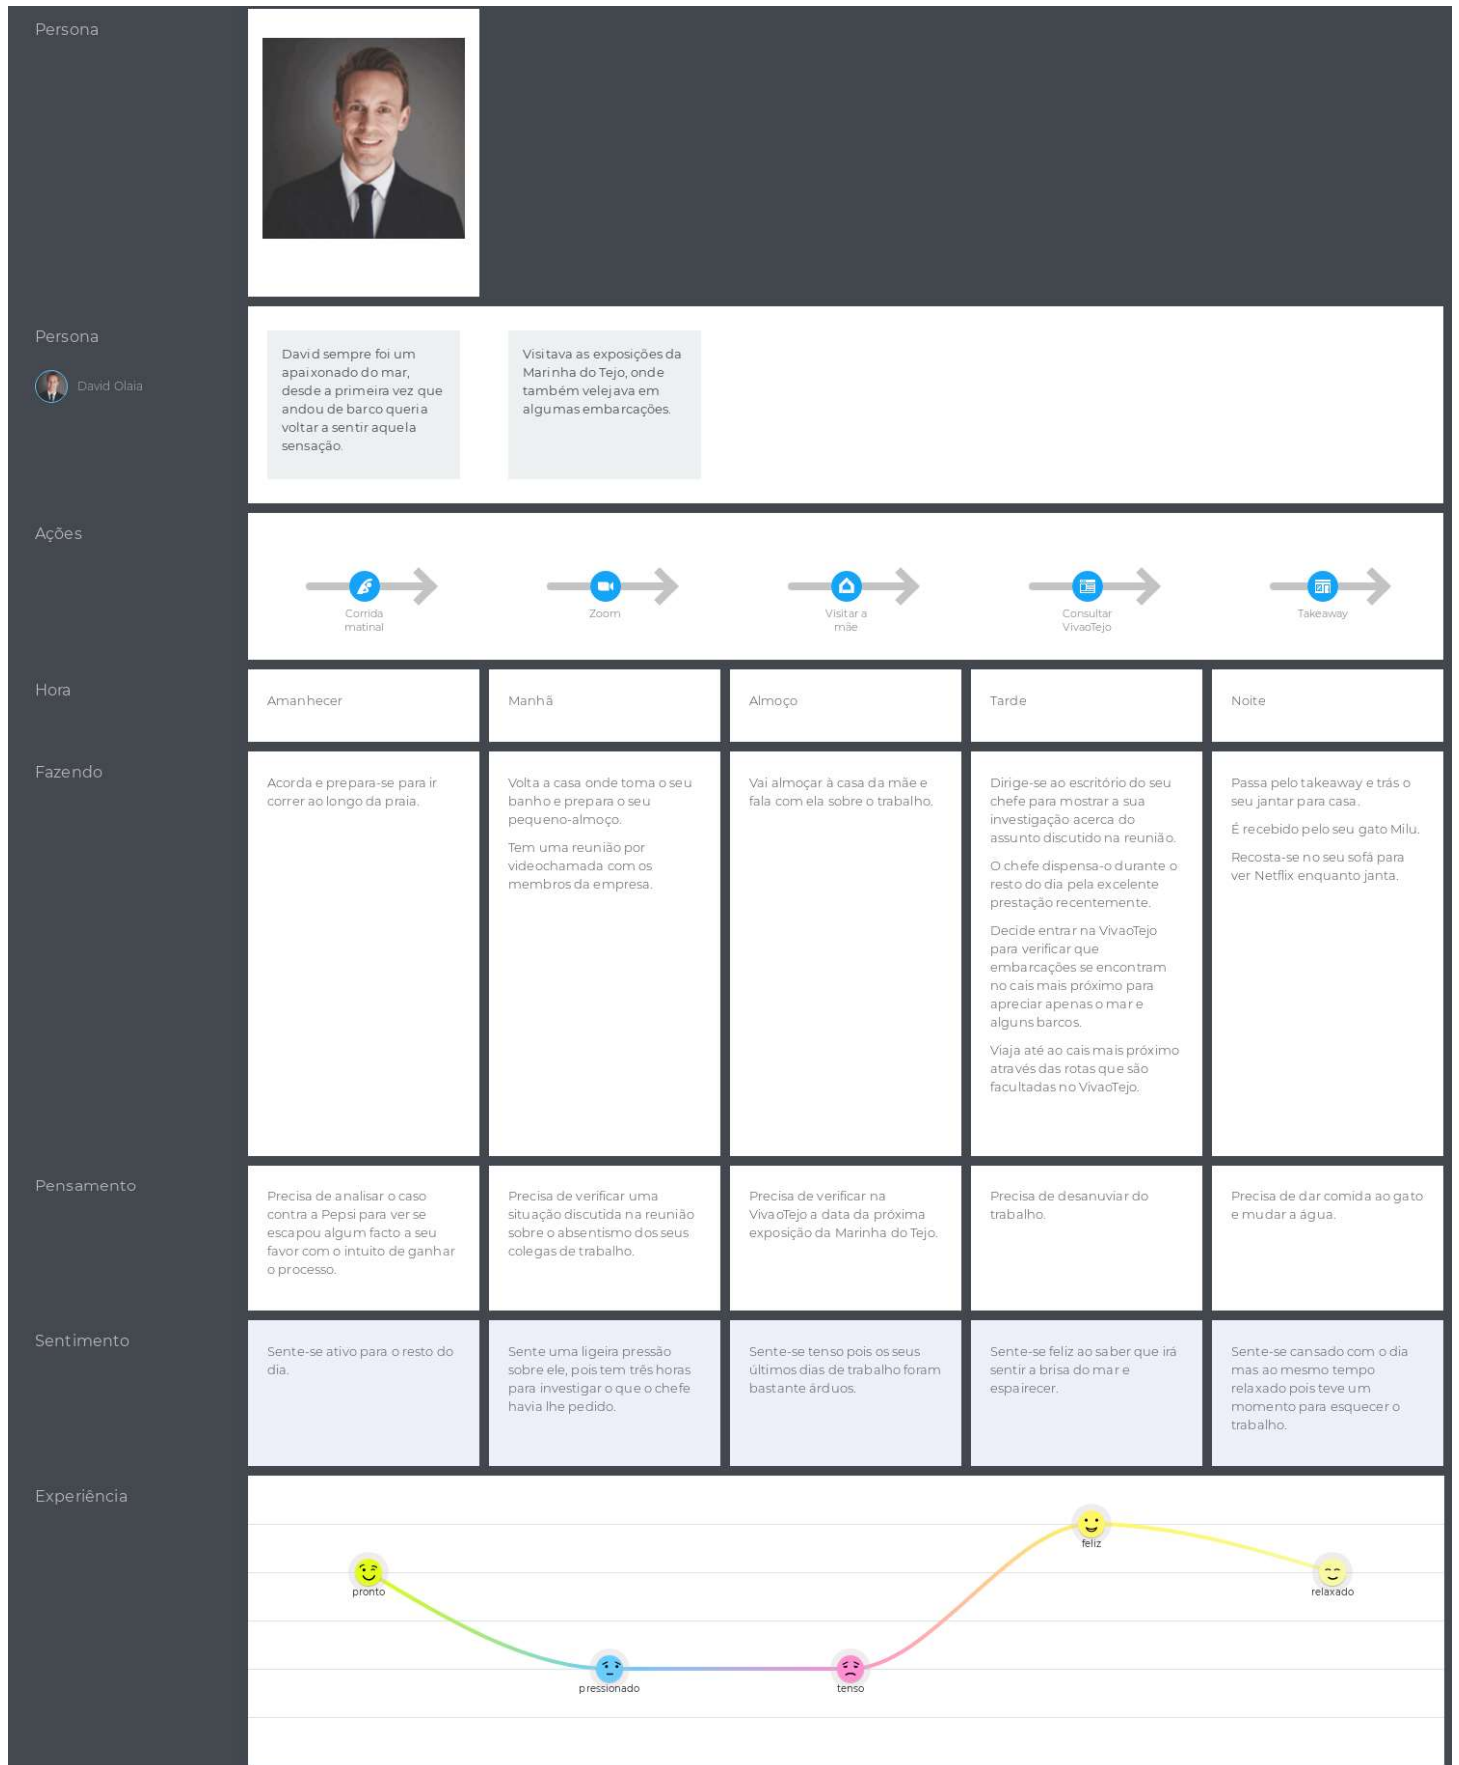 Persona
Persona
David Olaia
David sempre foi um
apaixonado do mar,
desde a primeira vez que
andou de barco queria
voltar a sentir aquela
sensação.
Visitava as exposições da
Marinha do Tejo, onde
também velejava em
algumas embarcações.
Ações
Corrida
matinal
Zoom
Visitar a
mãe
Consultar
VivaoTejo
Takeaway
Hora
Amanhecer
Manhã
Almoço
Tarde
Noite
Fazendo
Acorda e prepara-se para ir
correr ao longo da praia.
Volta a casa onde toma o seu
banho e prepara o seu
pequeno-almoço.
Tem uma reunião por
videochamada com os
membros da empresa.
Vai almoçar à casa da mãe e
fala com ela sobre o trabalho.
Dirige-se ao escritório do seu
chefe para mostrar a sua
investigação acerca do
assunto discutido na reunião.
O chefe dispensa-o durante o
resto do dia pela excelente
prestação recentemente.
Decide entrar na VivaoTejo
para verificar que
embarcações se encontram
no cais mais próximo para
apreciar apenas o mar e
alguns barcos.
Viaja até ao cais mais próximo
através das rotas que são
facultadas no VivaoTejo.
Passa pelo takeaway e trás o
seu jantar para casa.
É recebido pelo seu gato Milu.
Recosta-se no seu sofá para
ver Netflix enquanto janta.
Pensamento
Precisa de analisar o caso
contra a Pepsi para ver se
escapou algum facto a seu
favor com o intuito de ganhar
o processo.
Precisa de verificar uma
situação discutida na reunião
sobre o absentismo dos seus
colegas de trabalho.
Precisa de verificar na
VivaoTejo a data da próxima
exposição da Marinha do Tejo.
Precisa de desanuviar do
trabalho.
Precisa de dar comida ao gato
e mudar a água.
Sentimento
Sente-se ativo para o resto do
dia.
Sente uma ligeira pressão
sobre ele, pois tem três horas
para investigar o que o chefe
havia lhe pedido.
Sente-se tenso pois os seus
últimos dias de trabalho foram
bastante árduos.
Sente-se feliz ao saber que irá
sentir a brisa do mar e
espairecer.
Sente-se cansado com o dia
mas ao mesmo tempo
relaxado pois teve um
momento para esquecer o
trabalho.
Experiência
pronto
pressionado
tenso
feliz
relaxado